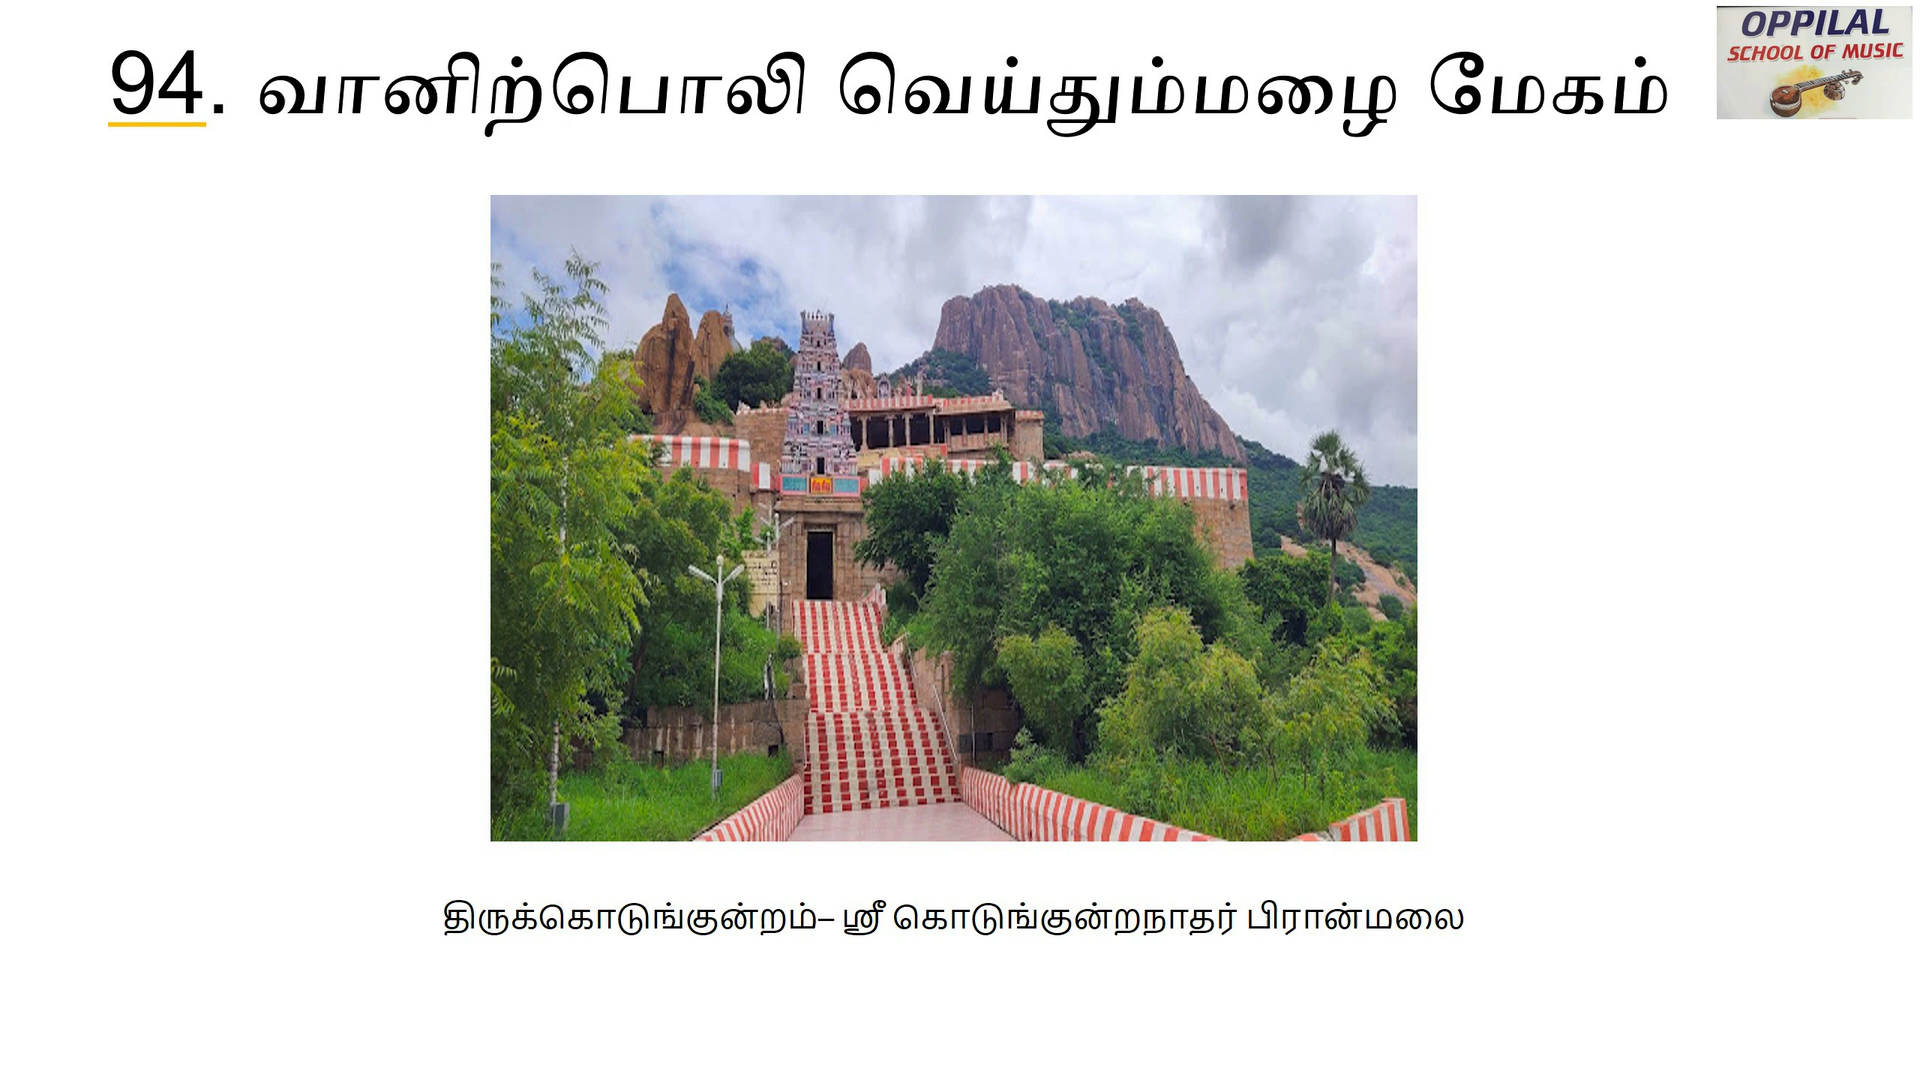 94. வானிற்பொலி வெய்தும்மழை மேகம்
OPPILAL
SCHOOL OF MUSIC
திருக்கொடுங்குன்றம்– ஸ்ரீ கொடுங்குன்றநாதர் பிரான்மலை